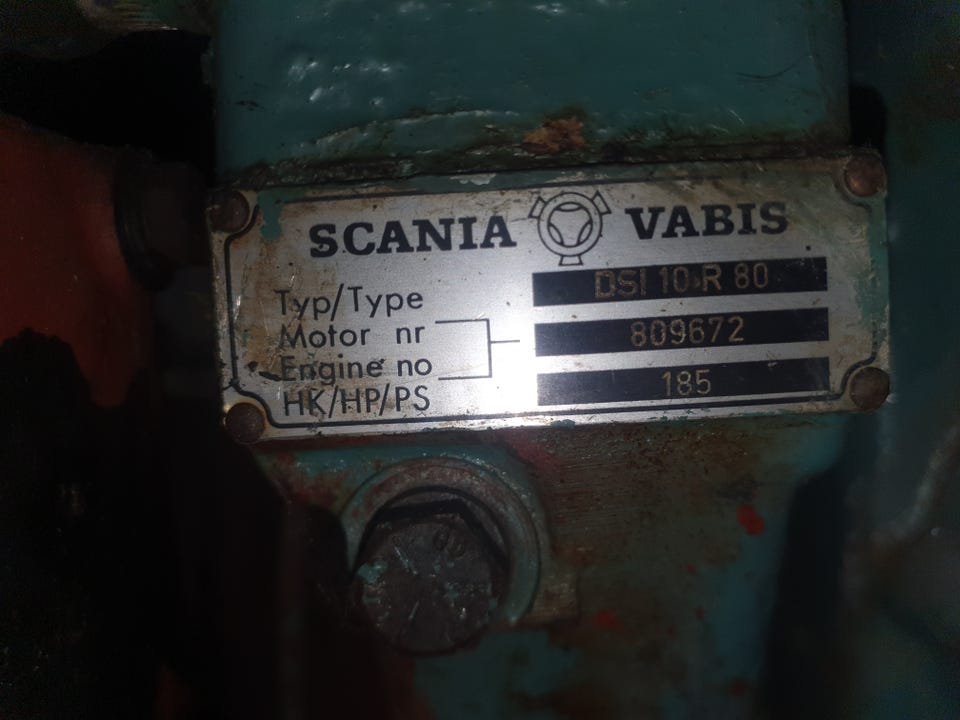 SCANIA VABIS
Typ/Type DSI 10 R 80
Motor nr
Engine no 809672
HK/HP/PS 185